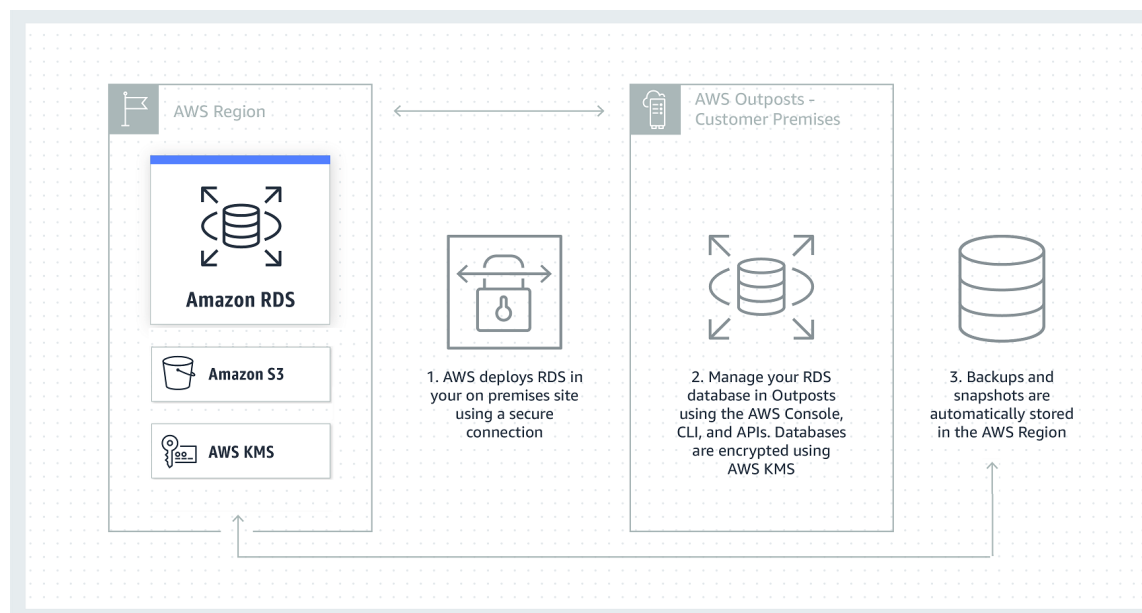 AWS Region
AWS Outposts -
Customer Premises
Amazon RDS
Amazon S3
AWS KMS
1. AWS deploys RDS in
your on premises site
using a secure
connection
2. Manage your RDS
database in Outposts
using the AWS Console,
CLI, and APIs. Databases
are encrypted using
AWS KMS
3. Backups and
snapshots are
automatically stored
in the AWS Region